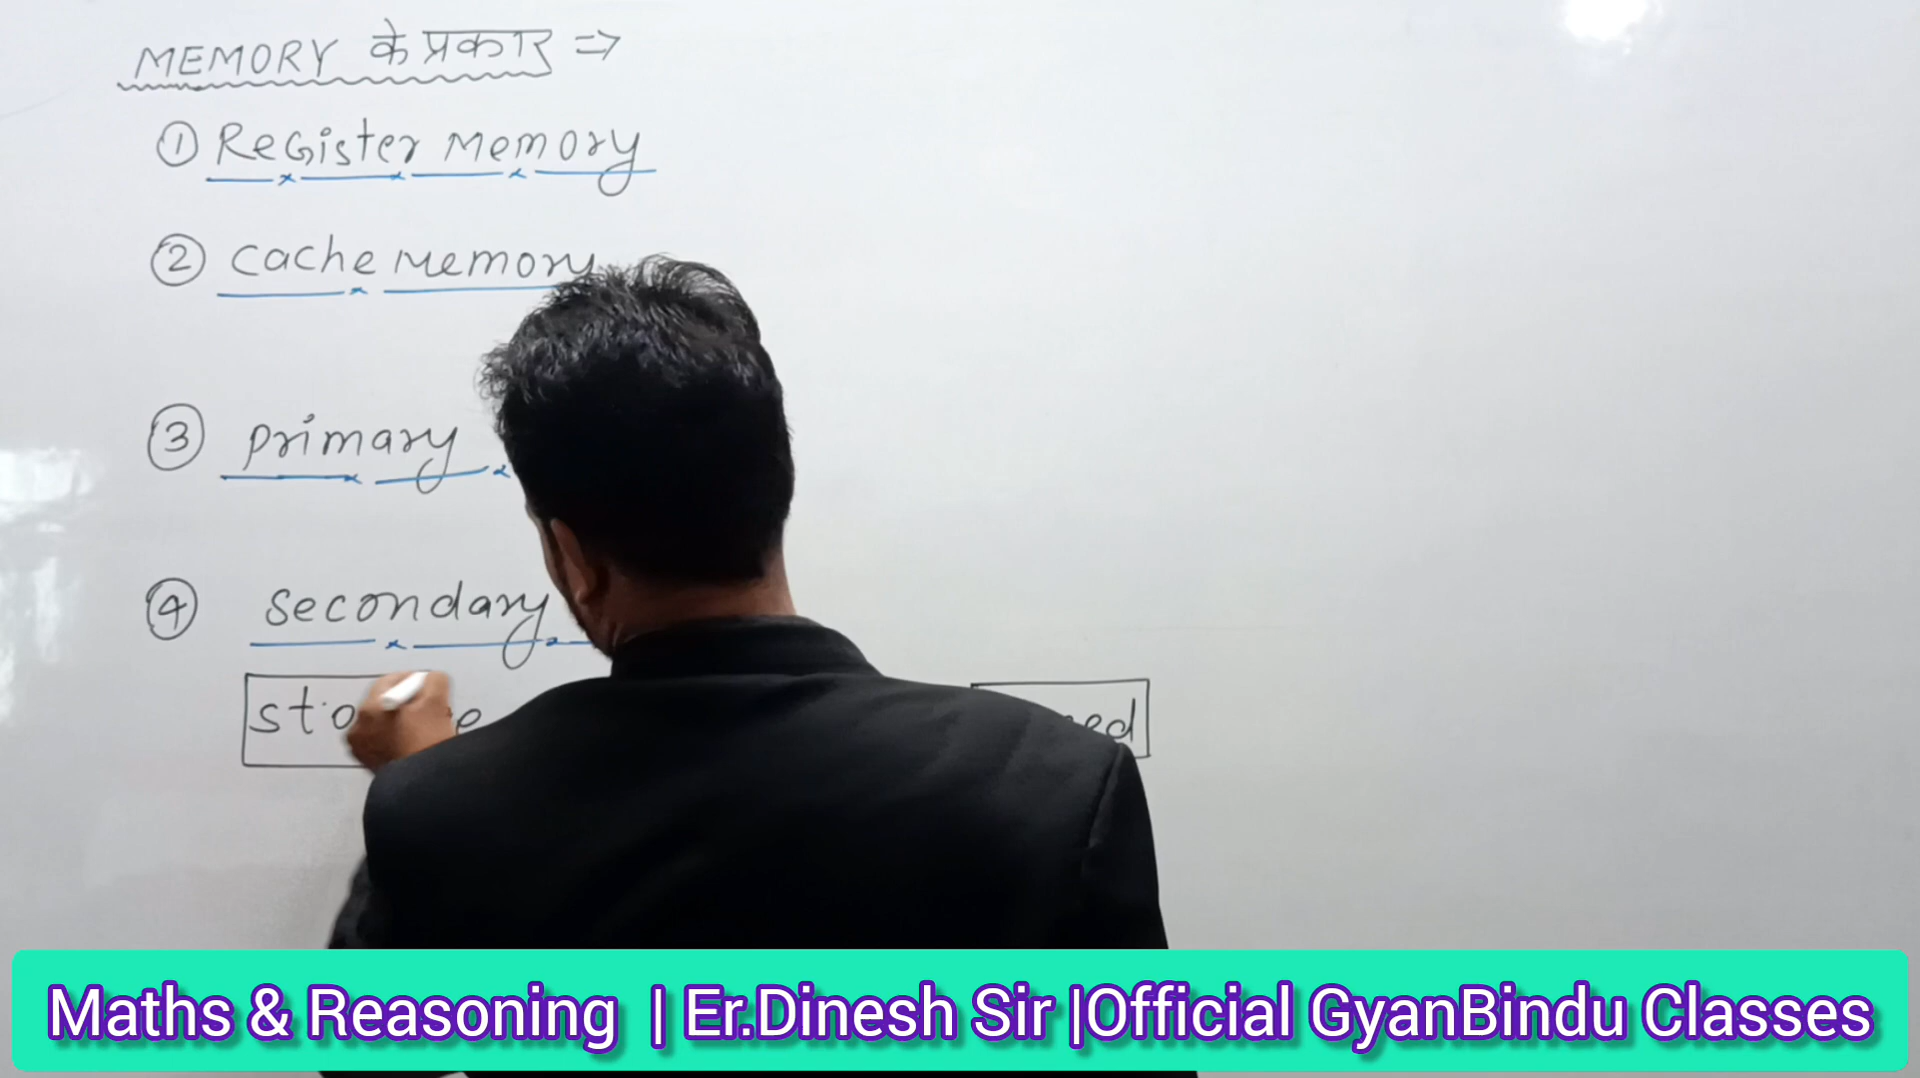 MEMORY के प्रकार ⇒
① Register Memory
② cache Memory
③ primary
④ secondary
Maths & Reasoning | Er.Dinesh Sir |Official GyanBindu Classes